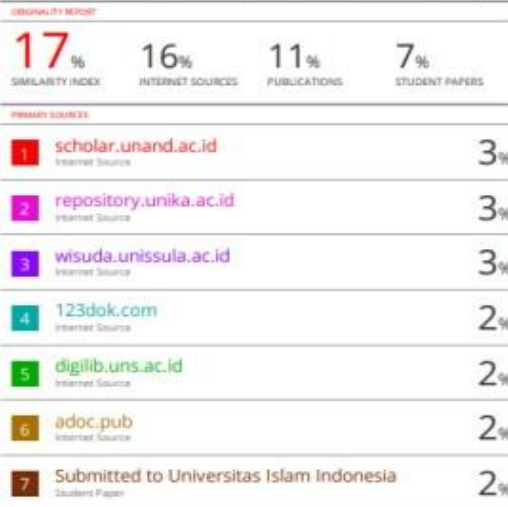 ORIGINALITY REPORT
17% 16% 11% 7%
SIMILARITY INDEX INTERNET SOURCES PUBLICATIONS STUDENT PAPERS
PRIMARY SOURCES
1 scholar.unand.ac.id 3%
Internet Source
2 repository.unika.ac.id 3%
Internet Source
3 wisuda.unissula.ac.id 3%
Internet Source
4 123dok.com 2%
Internet Source
5 digilib.uns.ac.id 2%
Internet Source
6 adoc.pub 2%
Internet Source
7 Submitted to Universitas Islam Indonesia 2%
Student Paper